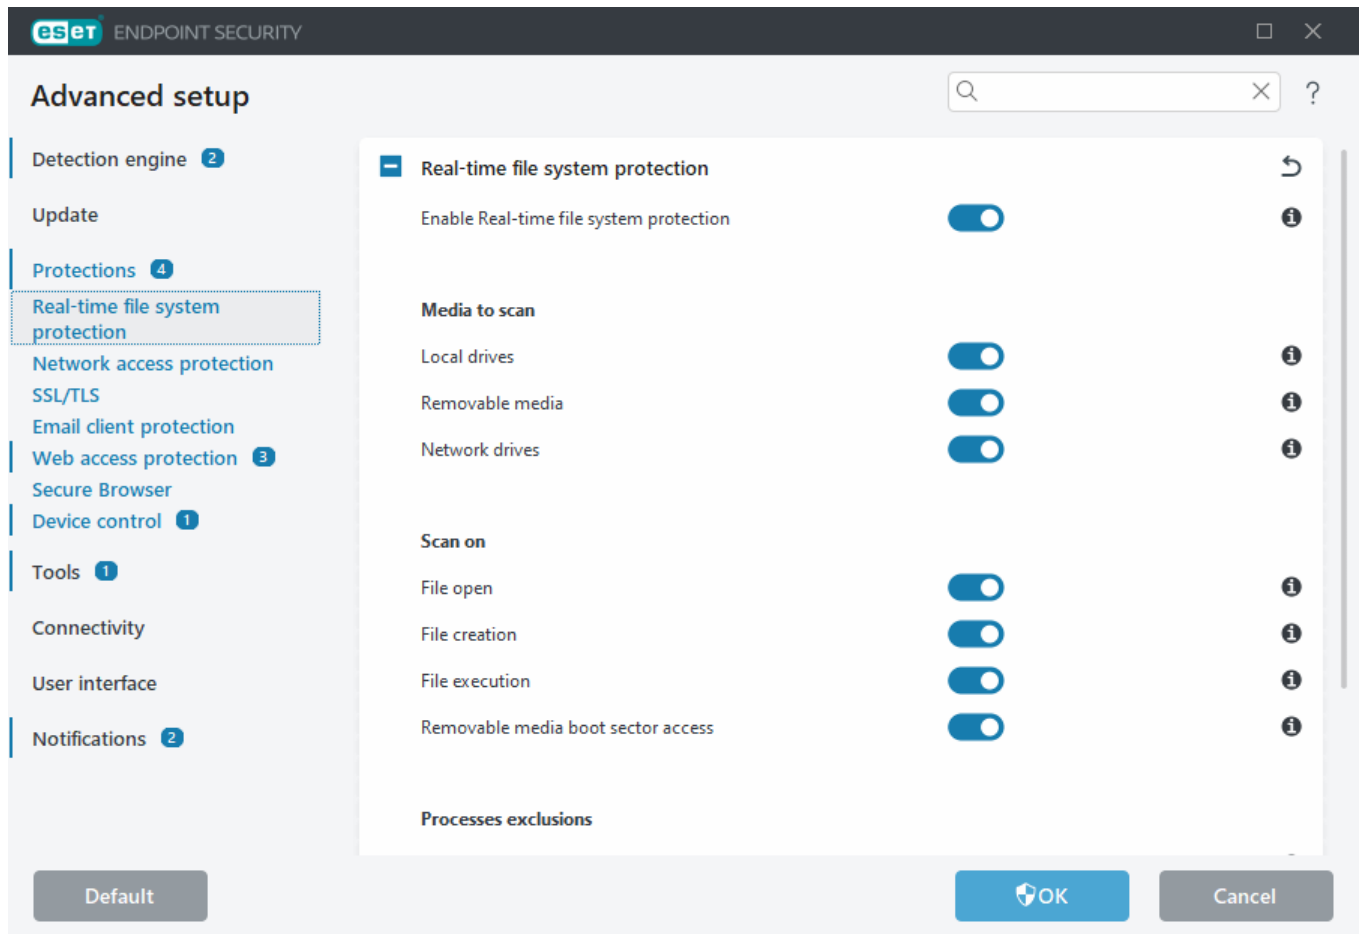 eset ENDPOINT SECURITY
Advanced setup
?
Detection engine 2
Update
Protections 4
Real-time file system
protection
Network access protection
SSL/TLS
Email client protection
Web access protection 3
Secure Browser
Device control 1
Tools 1
Connectivity
User interface
Notifications 2
Real-time file system protection
Enable Real-time file system protection
Media to scan
Local drives
Removable media
Network drives
Scan on
File open
File creation
File execution
Removable media boot sector access
Processes exclusions
Default
OK
Cancel